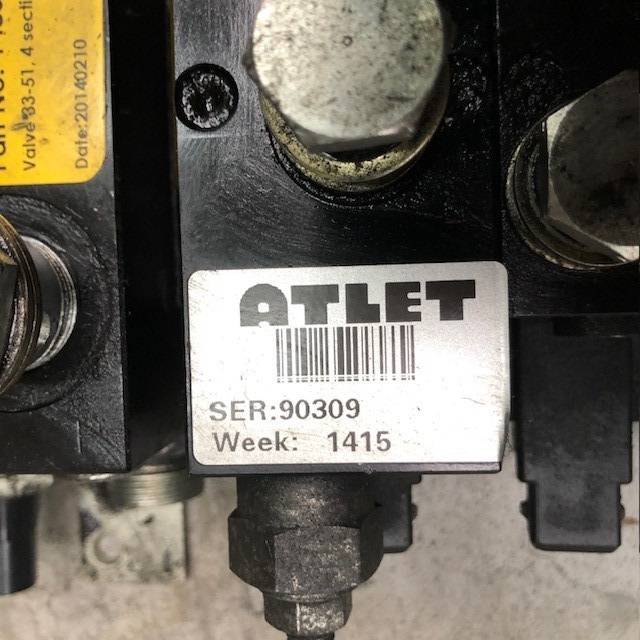 Valve 33-51, 4 secti
Date:20140210
ATLET
SER:90309
Week: 1415